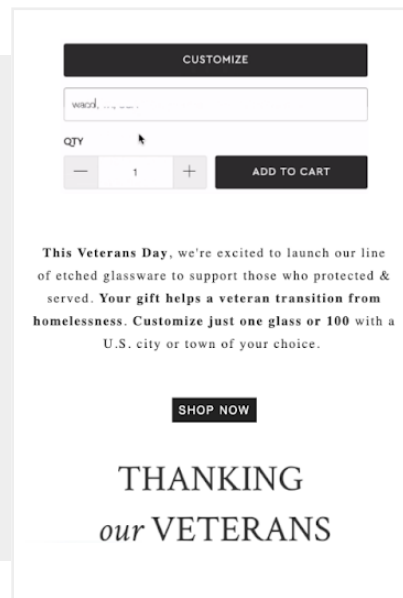 CUSTOMIZE
QTY
1
ADD TO CART
This Veterans Day, we're excited to launch our line
of etched glassware to support those who protected &
served. Your gift helps a veteran transition from
homelessness. Customize just one glass or 100 with a
U.S. city or town of your choice.
SHOP NOW
THANKING
our VETERANS